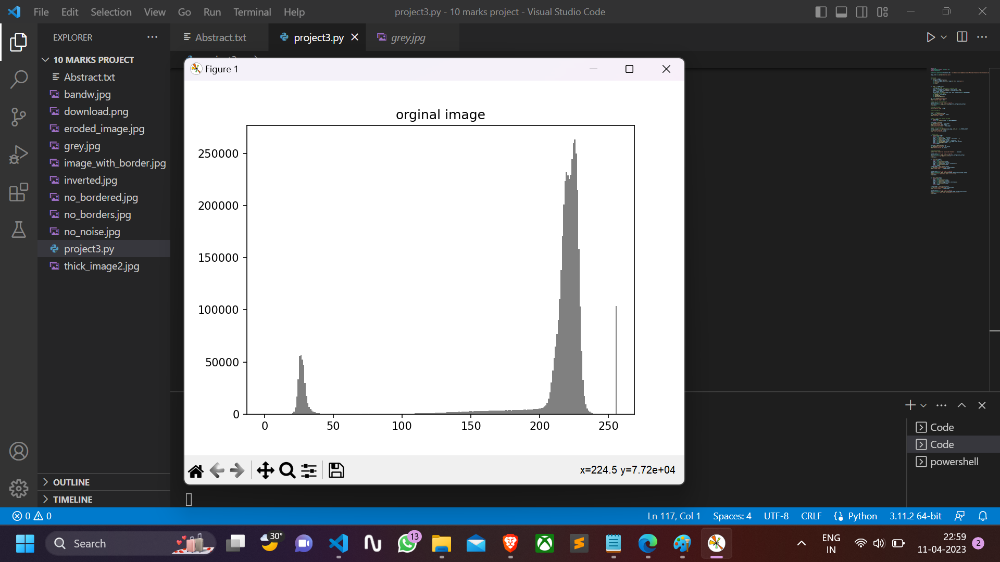 File Edit Selection View Go Run Terminal Help
project3.py - 10 marks project - Visual Studio Code
EXPLORER
Abstract.txt
project3.py
grey.jpg
10 MARKS PROJECT
Abstract.txt
bandw.jpg
download.png
eroded_image.jpg
grey.jpg
image_with_border.jpg
inverted.jpg
no_bordered.jpg
no_borders.jpg
no_noise.jpg
project3.py
thick_image2.jpg
OUTLINE
TIMELINE
Figure 1
orginal image
250000
200000
150000
100000
50000
0
0 50 100 150 200 250
x=224.5 y=7.72e+04
Code
Code
powershell
0 0
Ln 117, Col 1 Spaces: 4 UTF-8 CRLF Python 3.11.2 64-bit
Search
30°
13
ENG
IN
22:59
11-04-2023
2